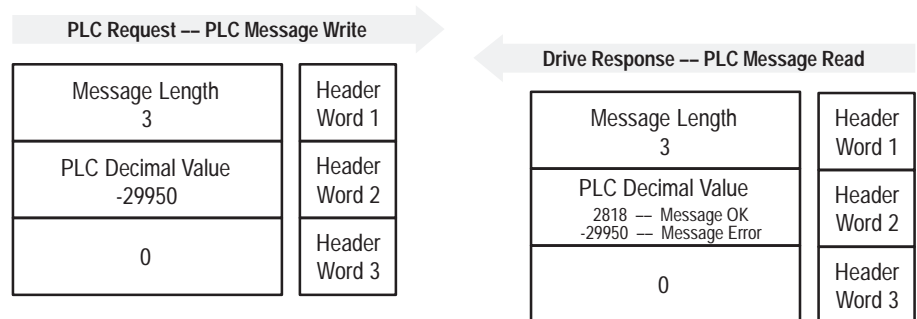 PLC Request –– PLC Message Write
Message Length
3
Header
Word 1
PLC Decimal Value
-29950
Header
Word 2
0
Header
Word 3
Drive Response –– PLC Message Read
Message Length
3
Header
Word 1
PLC Decimal Value
2818 –– Message OK
-29950 –– Message Error
Header
Word 2
0
Header
Word 3